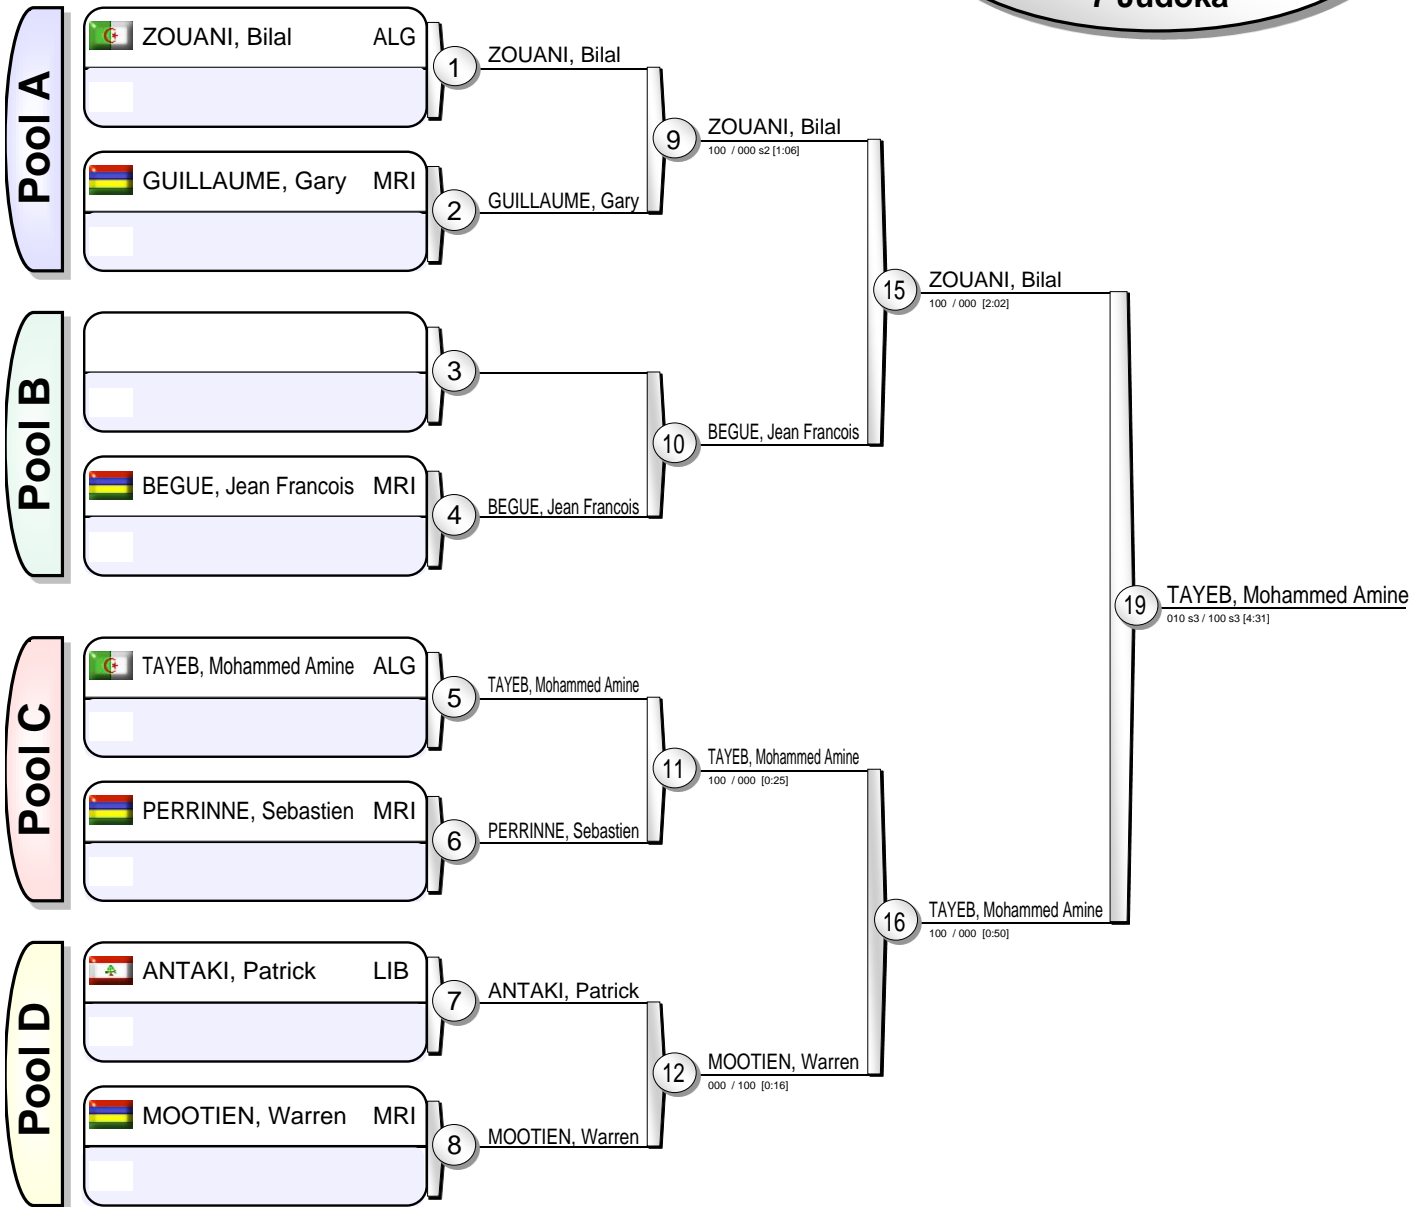 7 Judoka
Pool A
ZOUANI, Bilal ALG
1
ZOUANI, Bilal
GUILLAUME, Gary MRI
2
GUILLAUME, Gary
9
ZOUANI, Bilal
100 / 000 s2 [1:06]
Pool B
3
BEGUE, Jean Francois MRI
4
BEGUE, Jean Francois
10
BEGUE, Jean Francois
15
ZOUANI, Bilal
100 / 000 [2:02]
Pool C
TAYEB, Mohammed Amine ALG
5
TAYEB, Mohammed Amine
PERRINNE, Sebastien MRI
6
PERRINNE, Sebastien
11
TAYEB, Mohammed Amine
100 / 000 [0:25]
Pool D
ANTAKI, Patrick LIB
7
ANTAKI, Patrick
MOOTIEN, Warren MRI
8
MOOTIEN, Warren
12
MOOTIEN, Warren
000 / 100 [0:16]
16
TAYEB, Mohammed Amine
100 / 000 [0:50]
19
TAYEB, Mohammed Amine
010 s3 / 100 s3 [4:31]